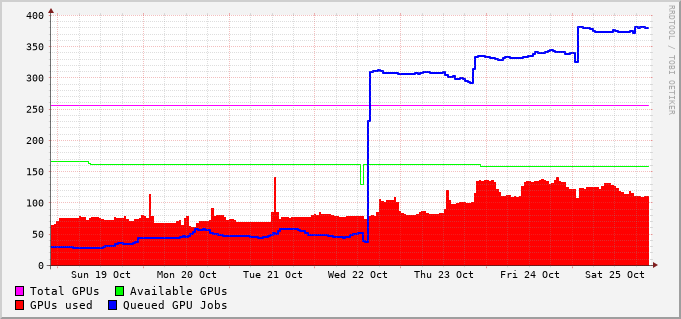 400
350
300
250
200
150
100
50
0
Sun 19 Oct Mon 20 Oct Tue 21 Oct Wed 22 Oct Thu 23 Oct Fri 24 Oct Sat 25 Oct
Total GPUs Available GPUs
GPUs used Queued GPU Jobs
RRDTOOL / TOBI OETIKER